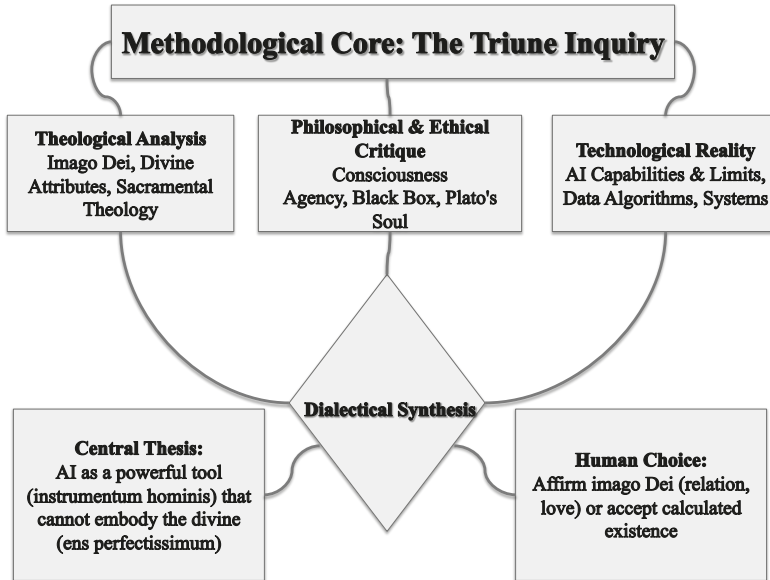 Methodological Core: The Triune Inquiry
Theological Analysis
Imago Dei, Divine
Attributes, Sacramental
Theology
Philosophical & Ethical
Critique
Consciousness
Agency, Black Box, Plato's
Soul
Technological Reality
AI Capabilities & Limits,
Data Algorithms, Systems
Dialectical Synthesis
Central Thesis:
AI as a powerful tool
(instrumentum hominis) that
cannot embody the divine
(ens perfectissimum)
Human Choice:
Affirm imago Dei (relation,
love) or accept calculated
existence